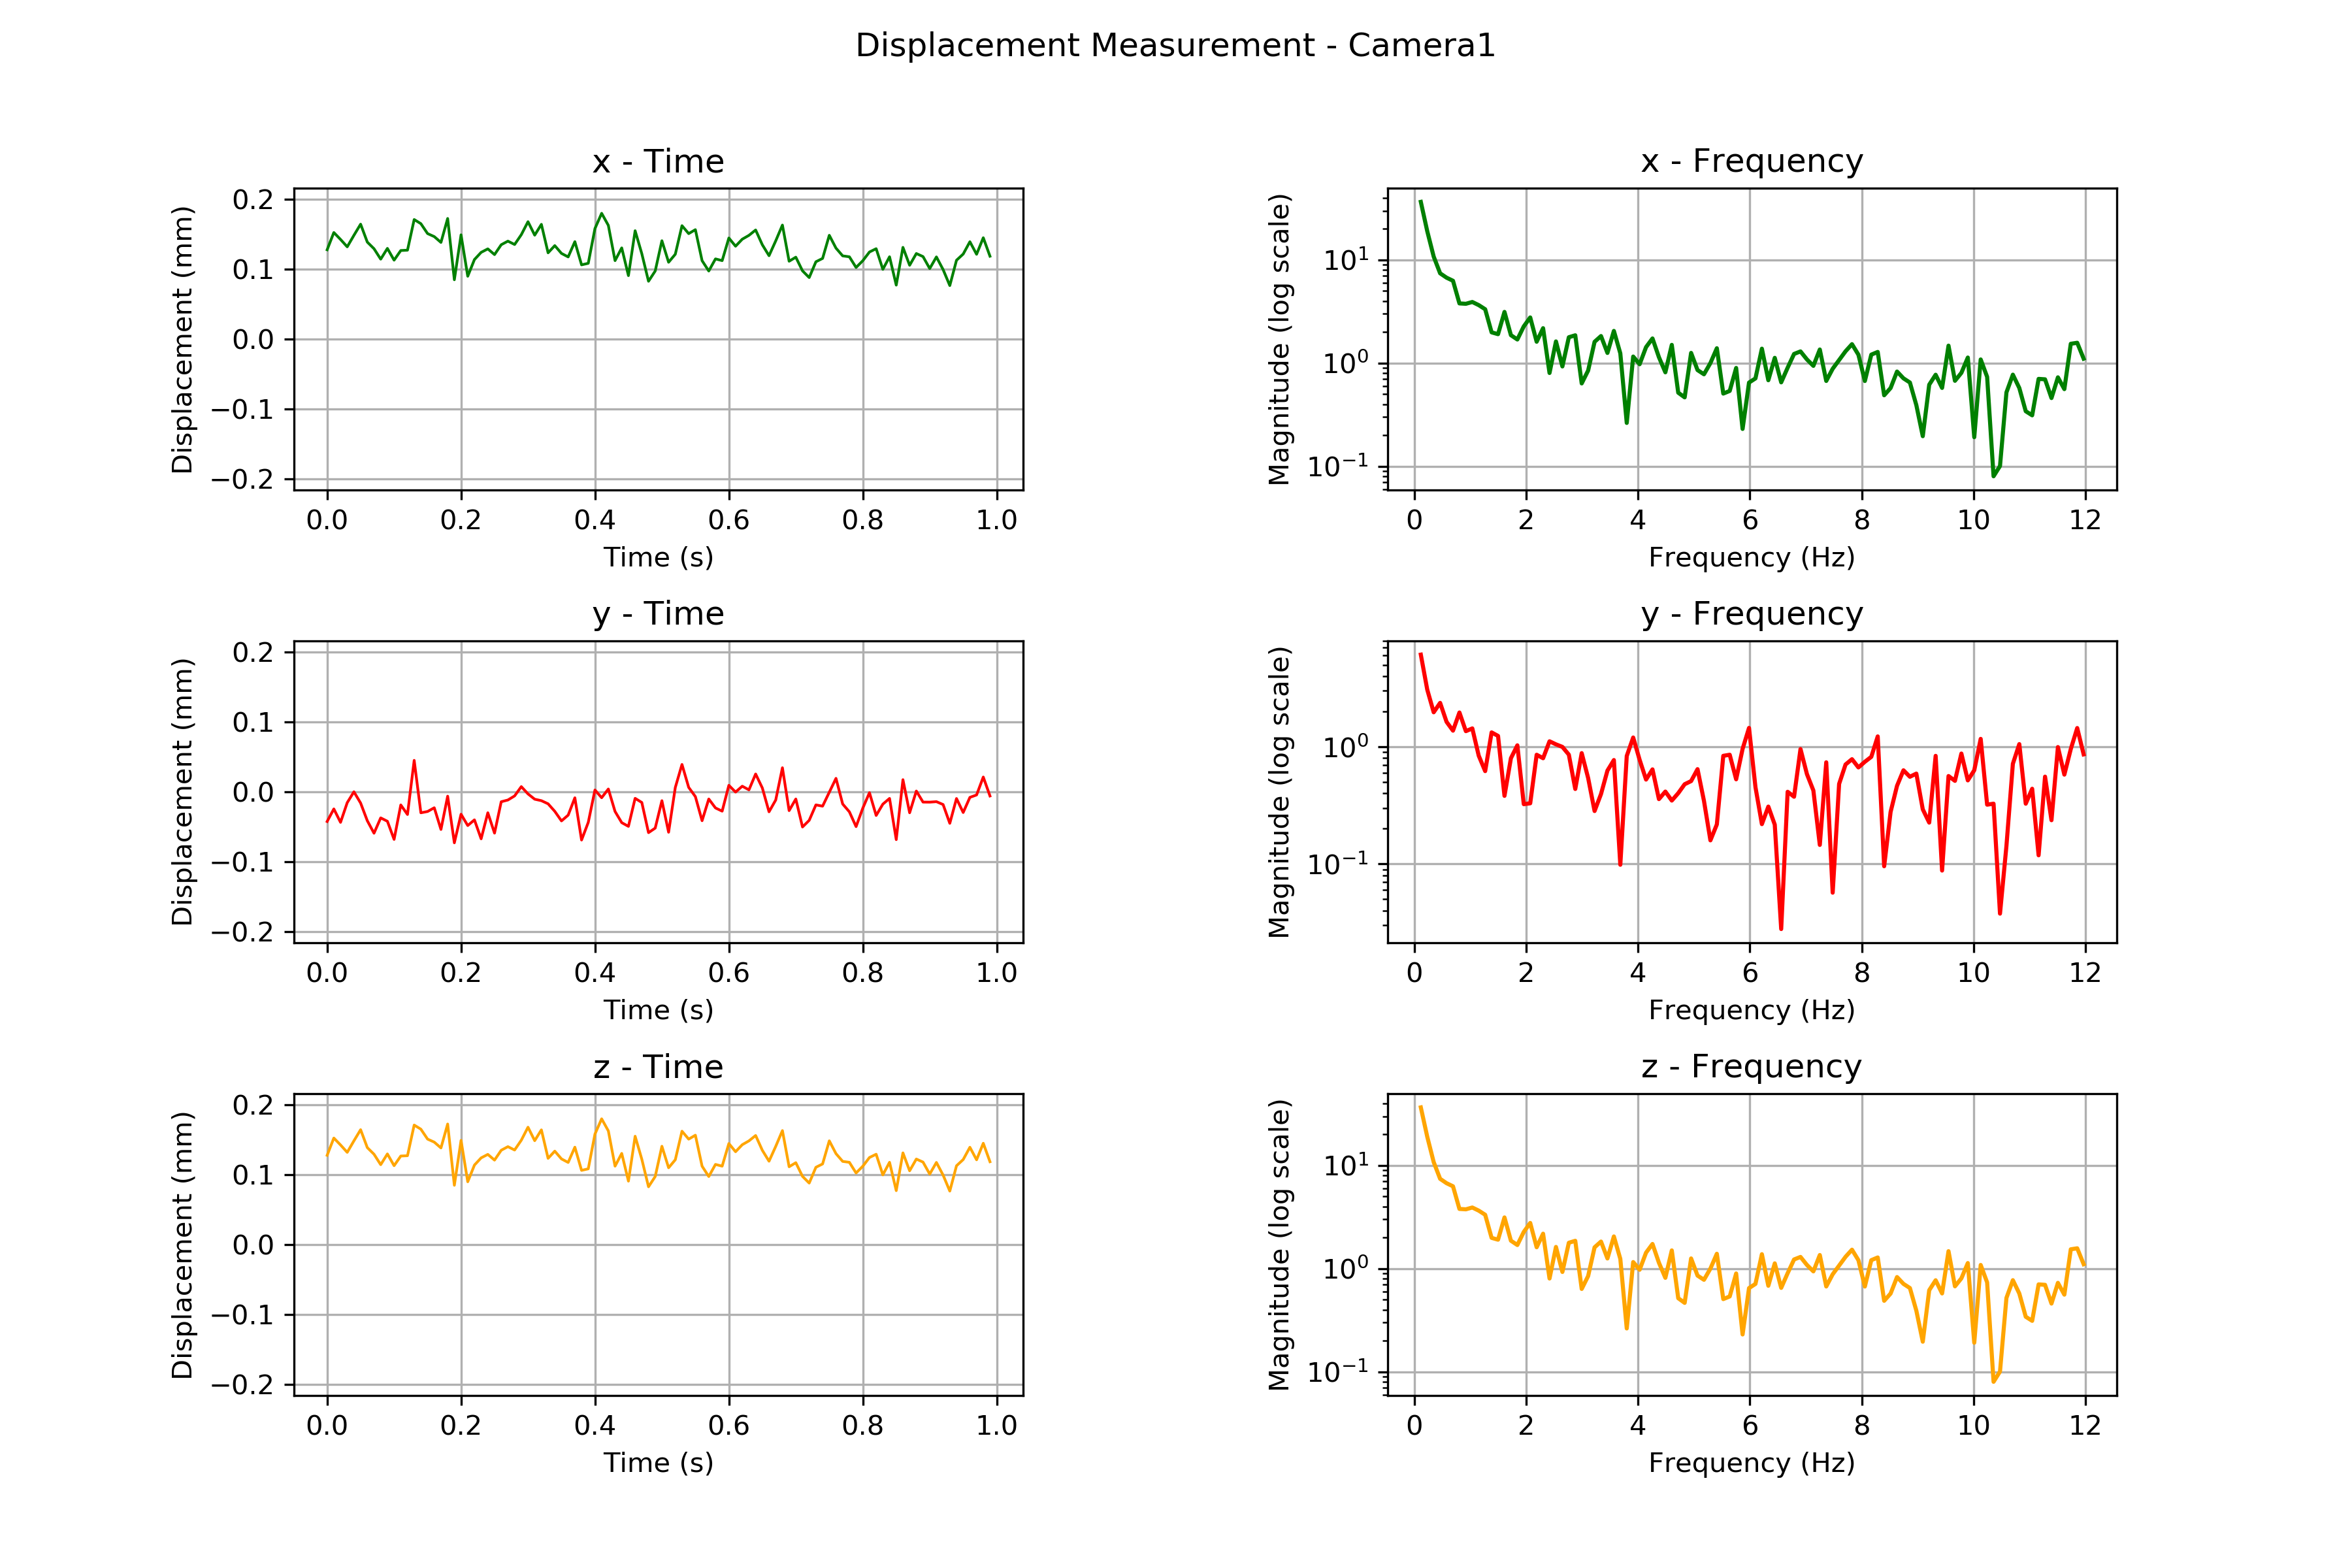 Displacement Measurement - Camera1
x - Time
Displacement (mm)
0.2
0.1
0.0
−0.1
−0.2
0.0 0.2 0.4 0.6 0.8 1.0
Time (s)
x - Frequency
Magnitude (log scale)
10¹
10⁰
10⁻¹
0 2 4 6 8 10 12
Frequency (Hz)
y - Time
Displacement (mm)
0.2
0.1
0.0
−0.1
−0.2
0.0 0.2 0.4 0.6 0.8 1.0
Time (s)
y - Frequency
Magnitude (log scale)
10⁰
10⁻¹
0 2 4 6 8 10 12
Frequency (Hz)
z - Time
Displacement (mm)
0.2
0.1
0.0
−0.1
−0.2
0.0 0.2 0.4 0.6 0.8 1.0
Time (s)
z - Frequency
Magnitude (log scale)
10¹
10⁰
10⁻¹
0 2 4 6 8 10 12
Frequency (Hz)